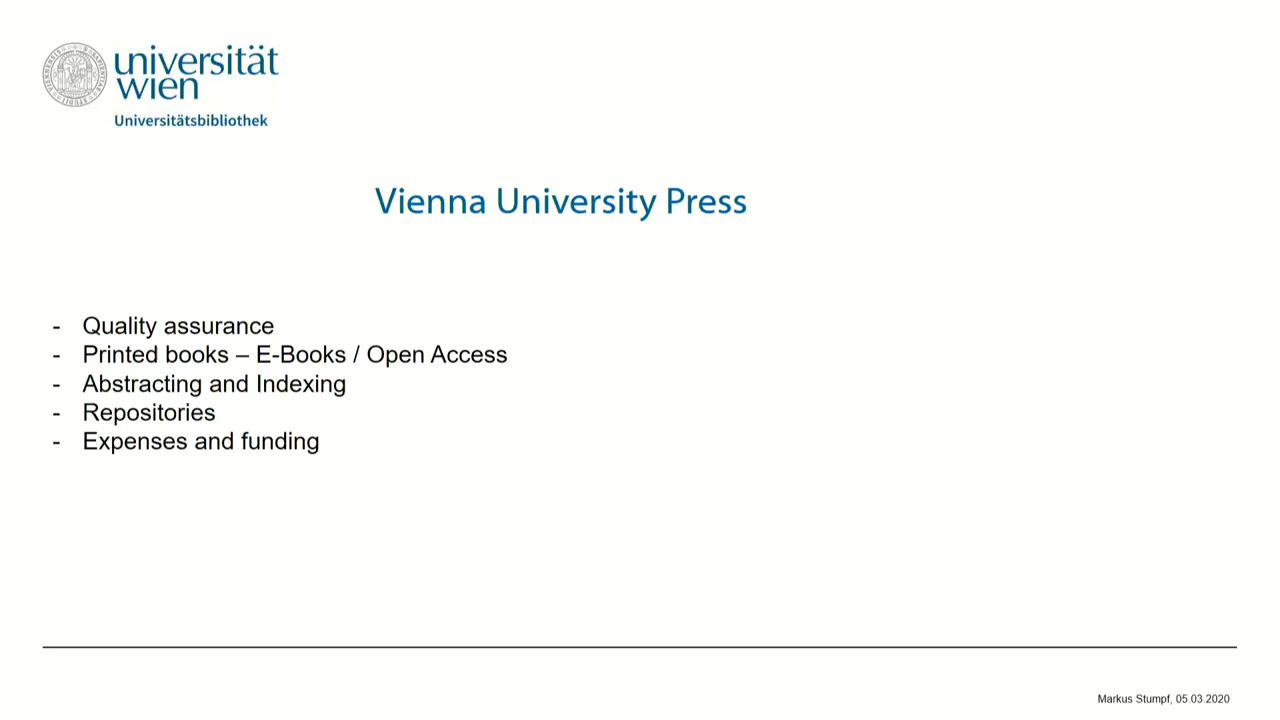 universität
wien
Universitätsbibliothek
Vienna University Press
- Quality assurance
- Printed books – E-Books / Open Access
- Abstracting and Indexing
- Repositories
- Expenses and funding
Markus Stumpf, 05.03.2020